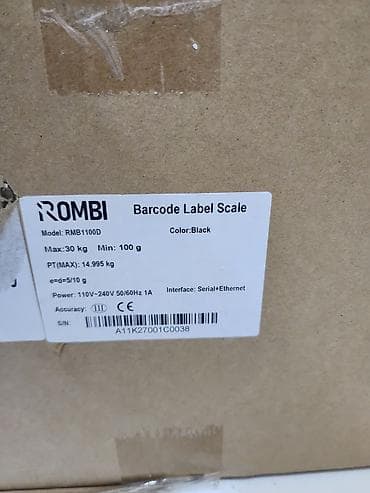 ROMBI Barcode Label Scale
Model: RMB1100D Color:Black
Max:30 kg Min: 100 g
PT(MAX): 14.995 kg
e=d=5/10 g
Power: 110V~240V 50/60Hz 1A Interface: Serial+Ethernet
Accuracy: III CE
S/N:
A11K27001C0038